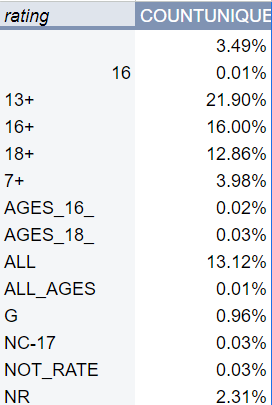 rating COUNTUNIQUE
3.49%
16 0.01%
13+ 21.90%
16+ 16.00%
18+ 12.86%
7+ 3.98%
AGES_16_ 0.02%
AGES_18_ 0.03%
ALL 13.12%
ALL_AGES 0.01%
G 0.96%
NC-17 0.03%
NOT_RATE 0.03%
NR 2.31%